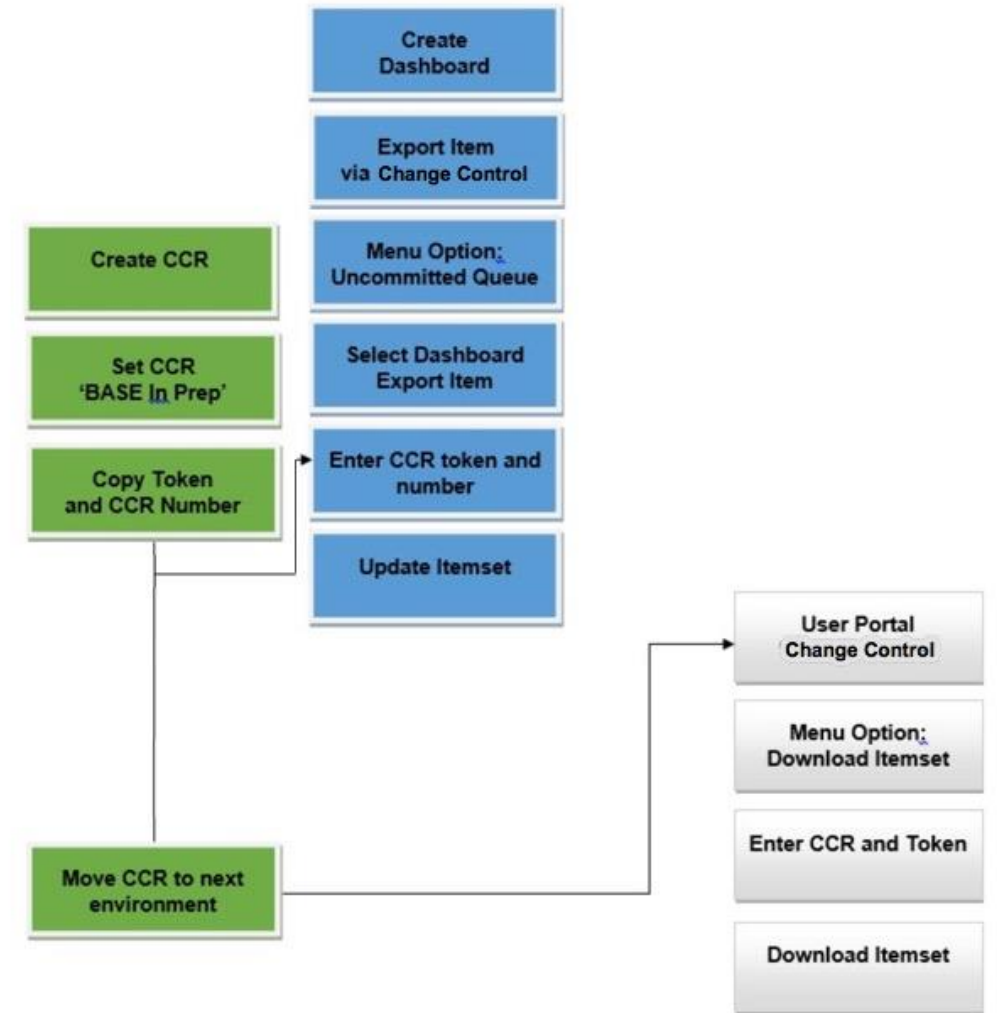 Create
Dashboard
Export Item
via Change Control
Menu Option:
Uncommitted Queue
Select Dashboard
Export Item
Enter CCR token and
number
Update Itemset
Create CCR
Set CCR
‘BASE In Prep’
Copy Token
and CCR Number
Move CCR to next
environment
User Portal
Change Control
Menu Option:
Download Itemset
Enter CCR and Token
Download Itemset